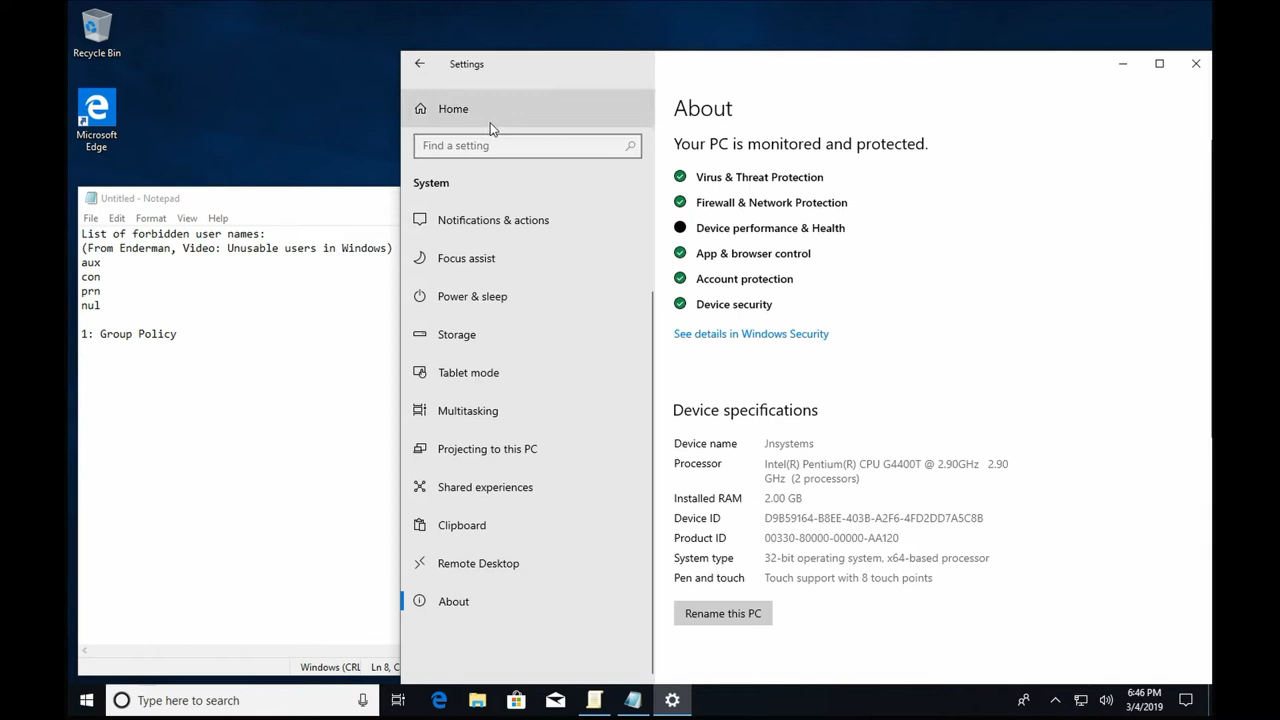 Recycle Bin
Microsoft
Edge
Untitled - Notepad
File Edit Format View Help
List of forbidden user names:
(From Enderman, Video: Unusable users in Windows)
aux
con
prn
nul
1: Group Policy
Windows (CRL
Ln 8, C
Settings
Home
Find a setting
System
Notifications & actions
Focus assist
Power & sleep
Storage
Tablet mode
Multitasking
Projecting to this PC
Shared experiences
Clipboard
Remote Desktop
About
About
Your PC is monitored and protected.
Virus & Threat Protection
Firewall & Network Protection
Device performance & Health
App & browser control
Account protection
Device security
See details in Windows Security
Device specifications
Device name Jnsystems
Processor Intel(R) Pentium(R) CPU G4400T @ 2.90GHz 2.90
GHz (2 processors)
Installed RAM 2.00 GB
Device ID D9B59164-B8EE-403B-A2F6-4FD2DD7A5C8B
Product ID 00330-80000-00000-AA120
System type 32-bit operating system, x64-based processor
Pen and touch Touch support with 8 touch points
Rename this PC
Type here to search
6:46 PM
3/4/2019